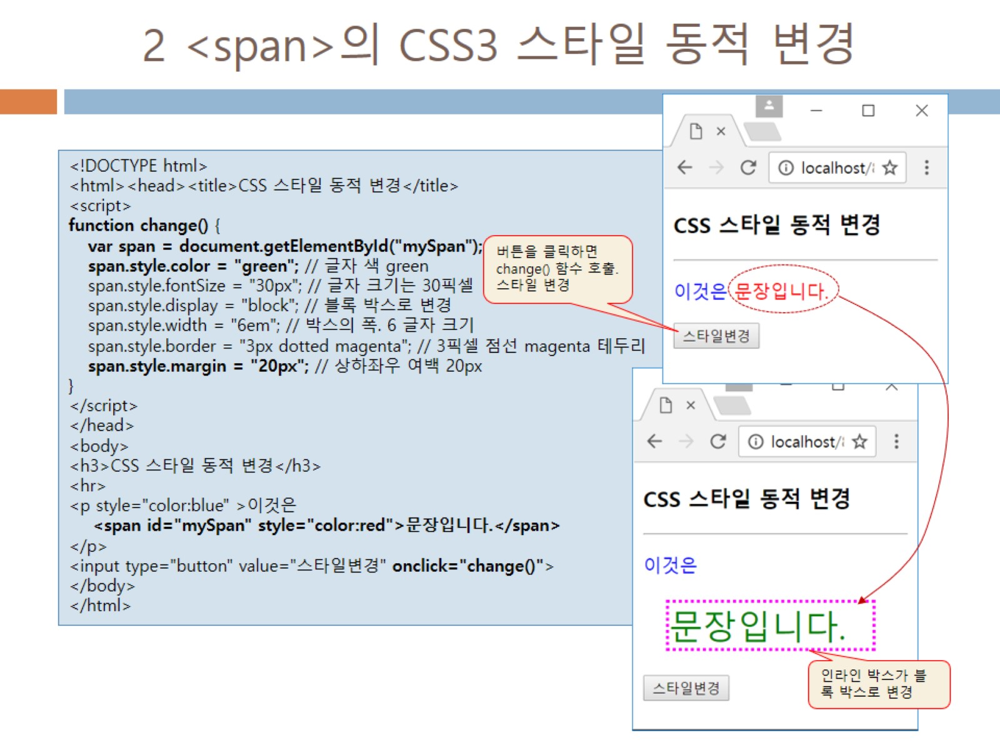 2 <span>의 CSS3 스타일 동적 변경
<!DOCTYPE html>
<html><head><title>CSS 스타일 동적 변경</title>
<script>
function change() {
var span = document.getElementById("mySpan");
span.style.color = "green"; // 글자 색 green
span.style.fontSize = "30px"; // 글자 크기는 30픽셀
span.style.display = "block"; // 블록 박스로 변경
span.style.width = "6em"; // 박스의 폭. 6 글자 크기
span.style.border = "3px dotted magenta"; // 3픽셀 점선 magenta 테두리
span.style.margin = "20px"; // 상하좌우 여백 20px
}
</script>
</head>
<body>
<h3>CSS 스타일 동적 변경</h3>
<hr>
<p style="color:blue" >이것은
<span id="mySpan" style="color:red">문장입니다.</span>
</p>
<input type="button" value="스타일변경" onclick="change()">
</body>
</html>
버튼을 클릭하면
change() 함수 호출.
스타일 변경
localhost/
CSS 스타일 동적 변경
이것은 문장입니다.
스타일변경
localhost/
CSS 스타일 동적 변경
이것은
문장입니다.
스타일변경
인라인 박스가 블
록 박스로 변경